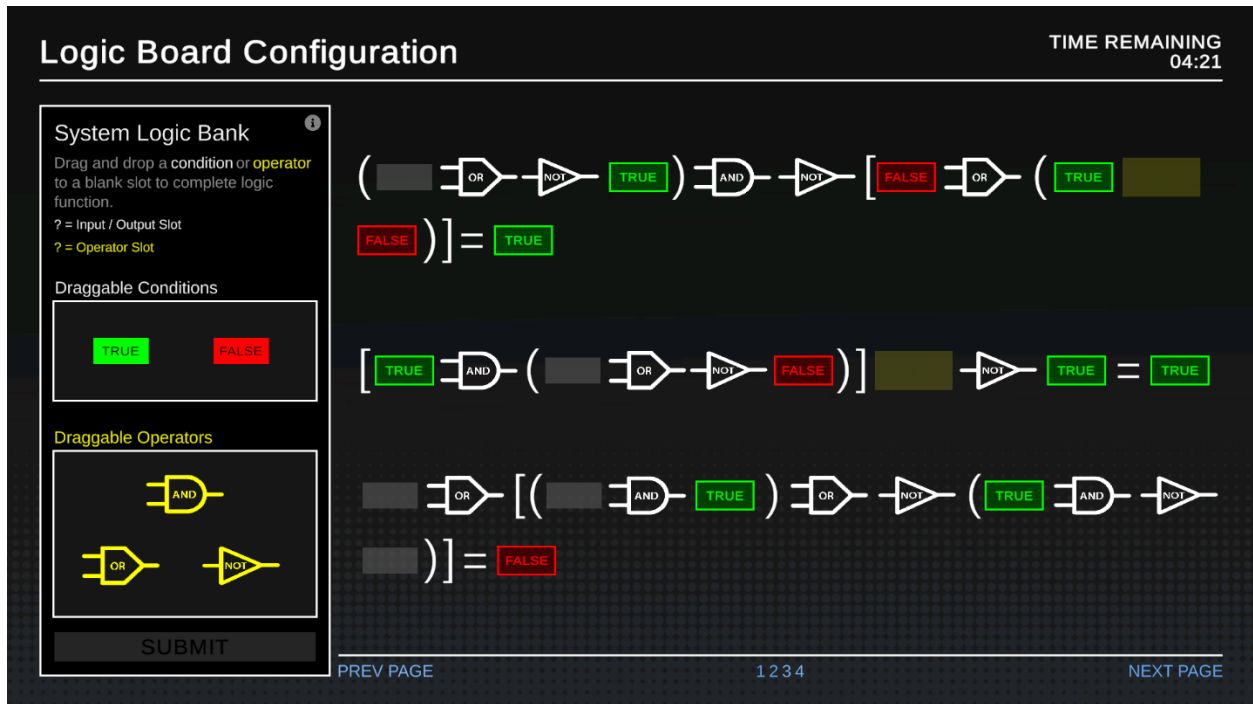 Logic Board Configuration
TIME REMAINING
04:21
System Logic Bank
Drag and drop a condition or operator
to a blank slot to complete logic
function.
? = Input / Output Slot
? = Operator Slot
Draggable Conditions
TRUE FALSE
Draggable Operators
AND
OR NOT
SUBMIT
( OR NOT TRUE ) AND NOT [ FALSE OR ( TRUE
FALSE ) ] = TRUE
[ TRUE AND ( OR NOT FALSE ) ] NOT TRUE = TRUE
OR [ ( AND TRUE ) OR NOT ( TRUE AND NOT
) ] = FALSE
PREV PAGE 1 2 3 4 NEXT PAGE